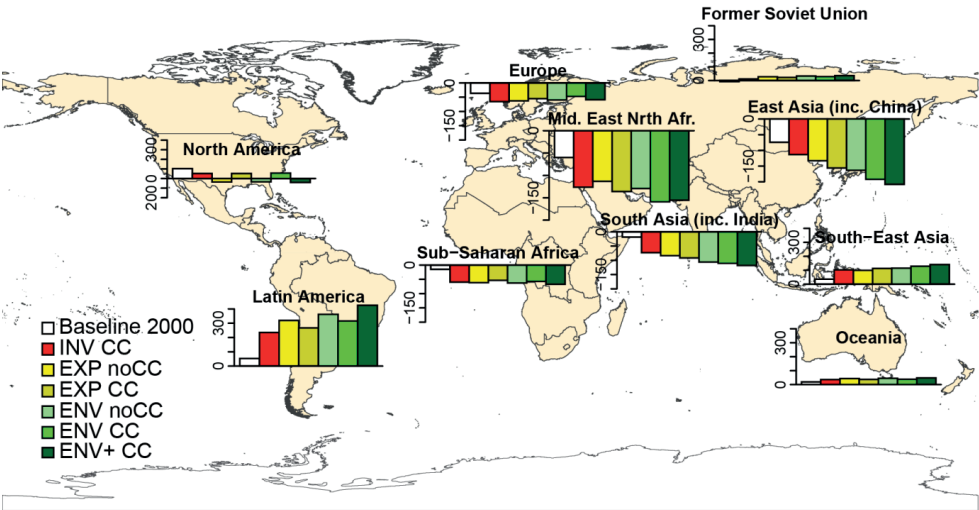 Former Soviet Union
300
0
Europe
0
−150
Mid. East Nrth Afr.
0
−150
East Asia (inc. China)
0
−150
North America
300
2000
South Asia (inc. India)
0
−150
South−East Asia
300
0
Sub−Saharan Africa
0
−150
Latin America
300
0
Oceania
300
0
Baseline 2000
INV CC
EXP noCC
EXP CC
ENV noCC
ENV CC
ENV+ CC